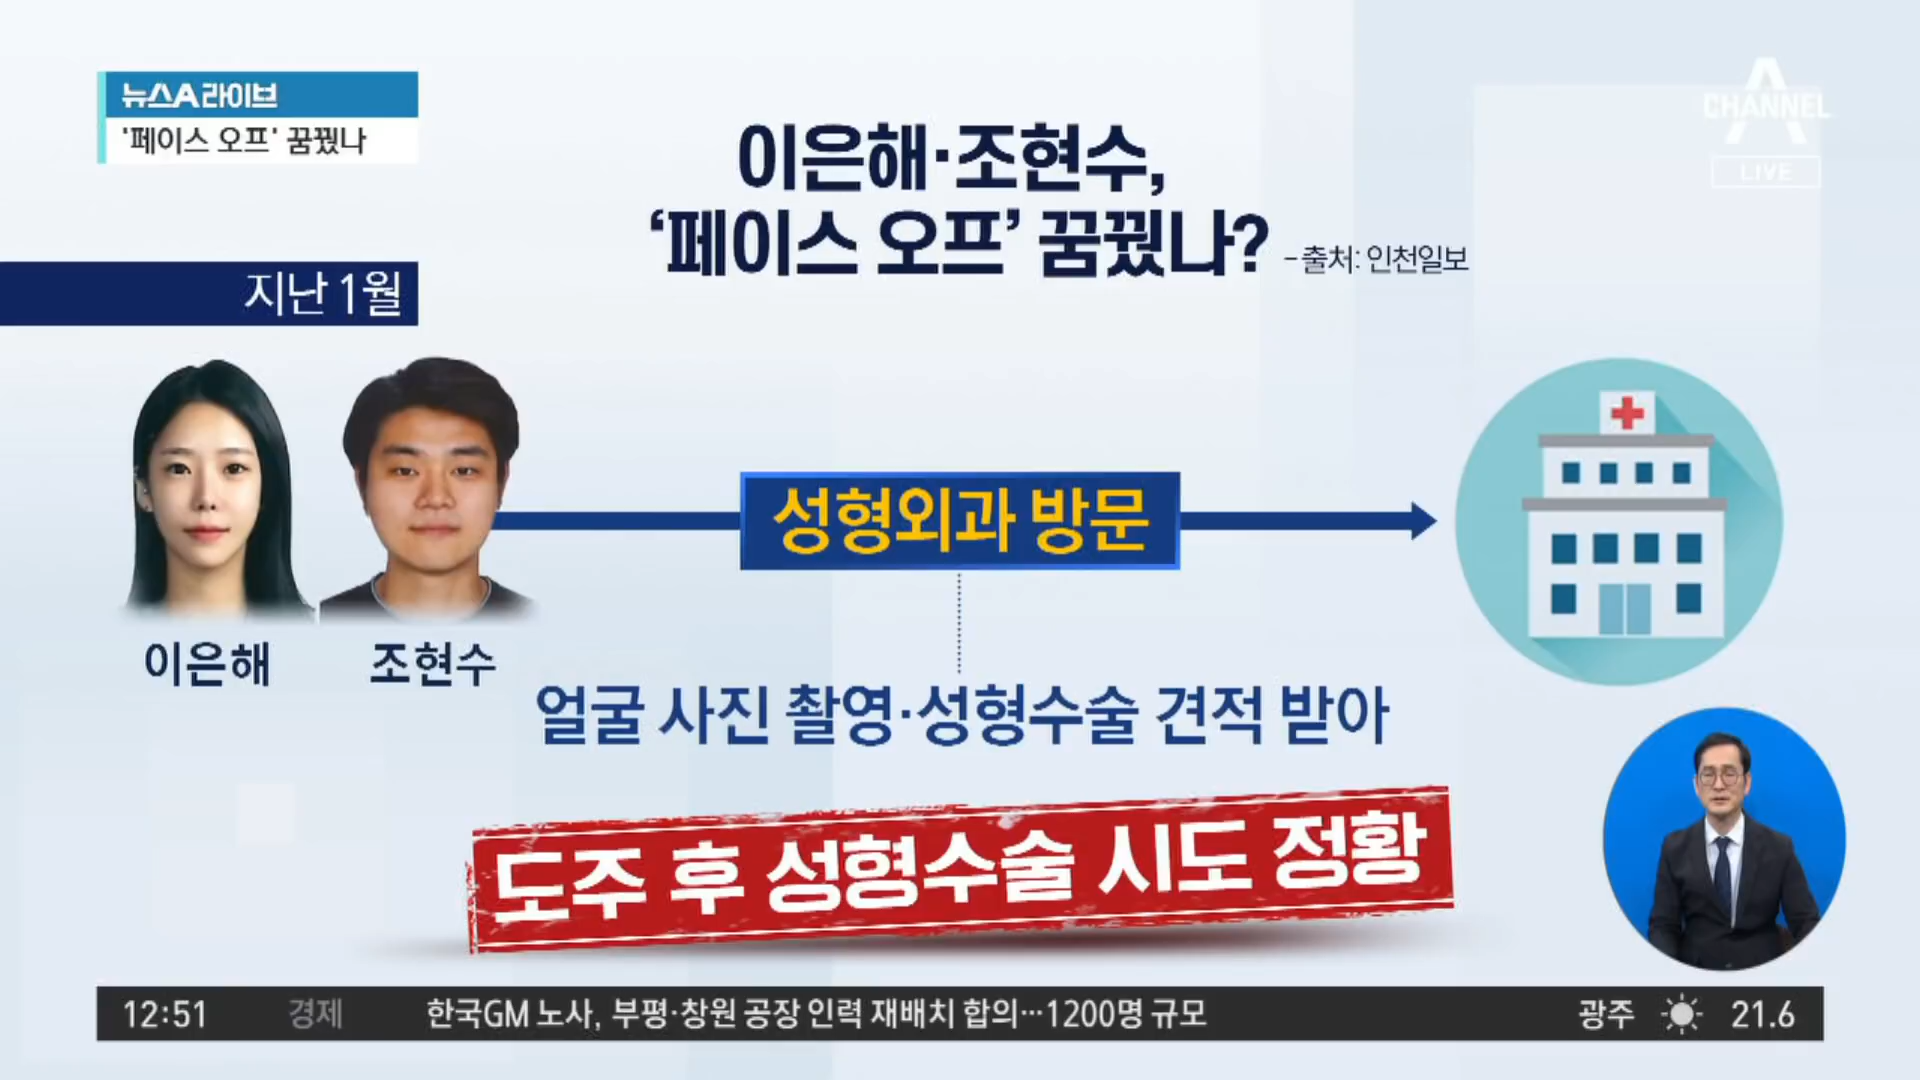 뉴스A라이브
'페이스 오프' 꿈꿨나
CHANNEL A
LIVE
이은해·조현수,
‘페이스 오프’ 꿈꿨나?
- 출처: 인천일보
지난 1월
성형외과 방문
이은해
조현수
얼굴 사진 촬영·성형수술 견적 받아
도주 후 성형수술 시도 정황
12:51 경제 한국GM 노사, 부평·창원 공장 인력 재배치 합의…1200명 규모 광주 21.6